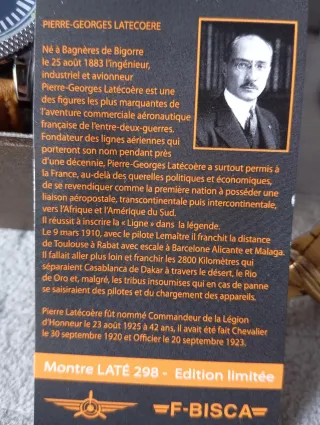 PIERRE-GEORGES LATECOERE
Né à Bagnères de Bigorre
le 25 août 1883 l'ingénieur,
industriel et avionneur
Pierre-Georges Latécoère est une
des figures les plus marquantes de
l'aventure commerciale aéronautique
française de l'entre-deux-guerres.
Fondateur des lignes aériennes qui
porteront son nom pendant près
d'une décennie, Pierre-Georges Latécoère a surtout permis à
la France, au-delà des querelles politiques et économiques,
de se revendiquer comme la première nation à posséder une
liaison aéropostale, transcontinentale puis intercontinentale,
vers l'Afrique et l'Amérique du Sud.
Il réussit à inscrire la « Ligne » dans la légende.
Le 9 mars 1910, avec le pilote Lemaître il franchit la distance
de Toulouse à Rabat avec escale à Barcelone Alicante et Malaga.
Il fallait aller plus loin et franchir les 2800 Kilomètres qui
séparaient Casablanca de Dakar à travers le désert, le Rio
de Oro et, malgré, les tribus insoumises qui en cas de panne
se saisiraient des pilotes et du chargement des appareils.
Pierre Latécoère fût nommé Commandeur de la Légion
d'Honneur le 23 août 1925 à 42 ans, il avait été fait Chevalier
le 30 septembre 1920 et Officier le 20 septembre 1923.
Montre LATÉ 298 - Edition limitée
F-BISCA